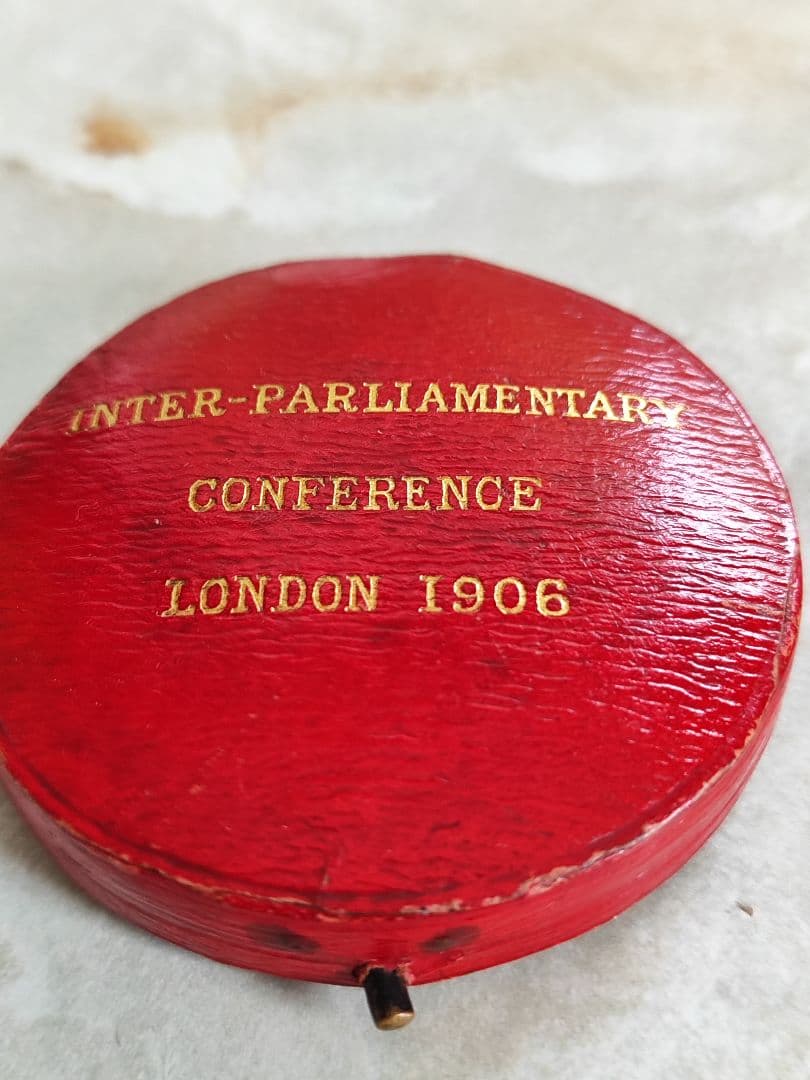 INTER-PARLIAMENTARY
CONFERENCE
LONDON 1906